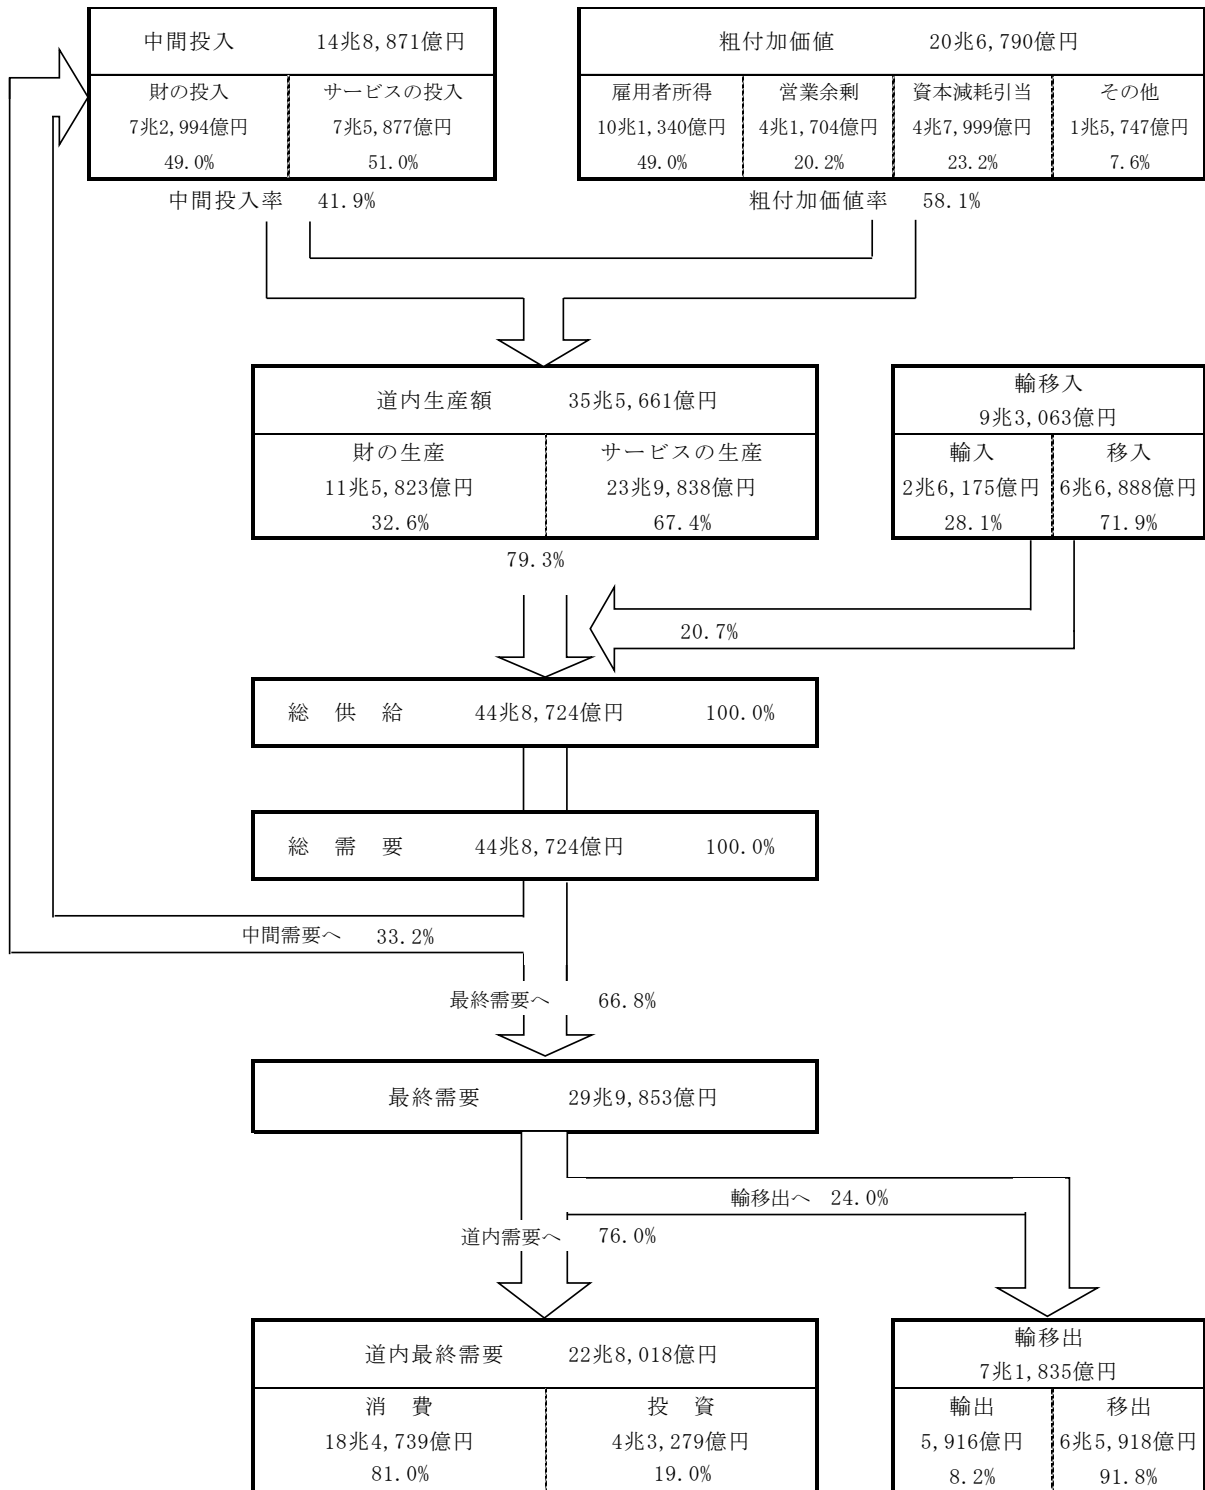 中間投入 14兆8,871億円
財の投入 サービスの投入
7兆2,994億円 7兆5,877億円
49.0% 51.0%
中間投入率 41.9%
粗付加価値 20兆6,790億円
雇用者所得 営業余剰 資本減耗引当 その他
10兆1,340億円 4兆1,704億円 4兆7,999億円 1兆5,747億円
49.0% 20.2% 23.2% 7.6%
粗付加価値率 58.1%
道内生産額 35兆5,661億円
財の生産 サービスの生産
11兆5,823億円 23兆9,838億円
32.6% 67.4%
79.3%
輸移入
9兆3,063億円
輸入 移入
2兆6,175億円 6兆6,888億円
28.1% 71.9%
20.7%
総 供 給 44兆8,724億円 100.0%
総 需 要 44兆8,724億円 100.0%
中間需要へ 33.2%
最終需要へ 66.8%
最終需要 29兆9,853億円
輸移出へ 24.0%
道内需要へ 76.0%
道内最終需要 22兆8,018億円
消 費 投 資
18兆4,739億円 4兆3,279億円
81.0% 19.0%
輸移出
7兆1,835億円
輸出 移出
5,916億円 6兆5,918億円
8.2% 91.8%